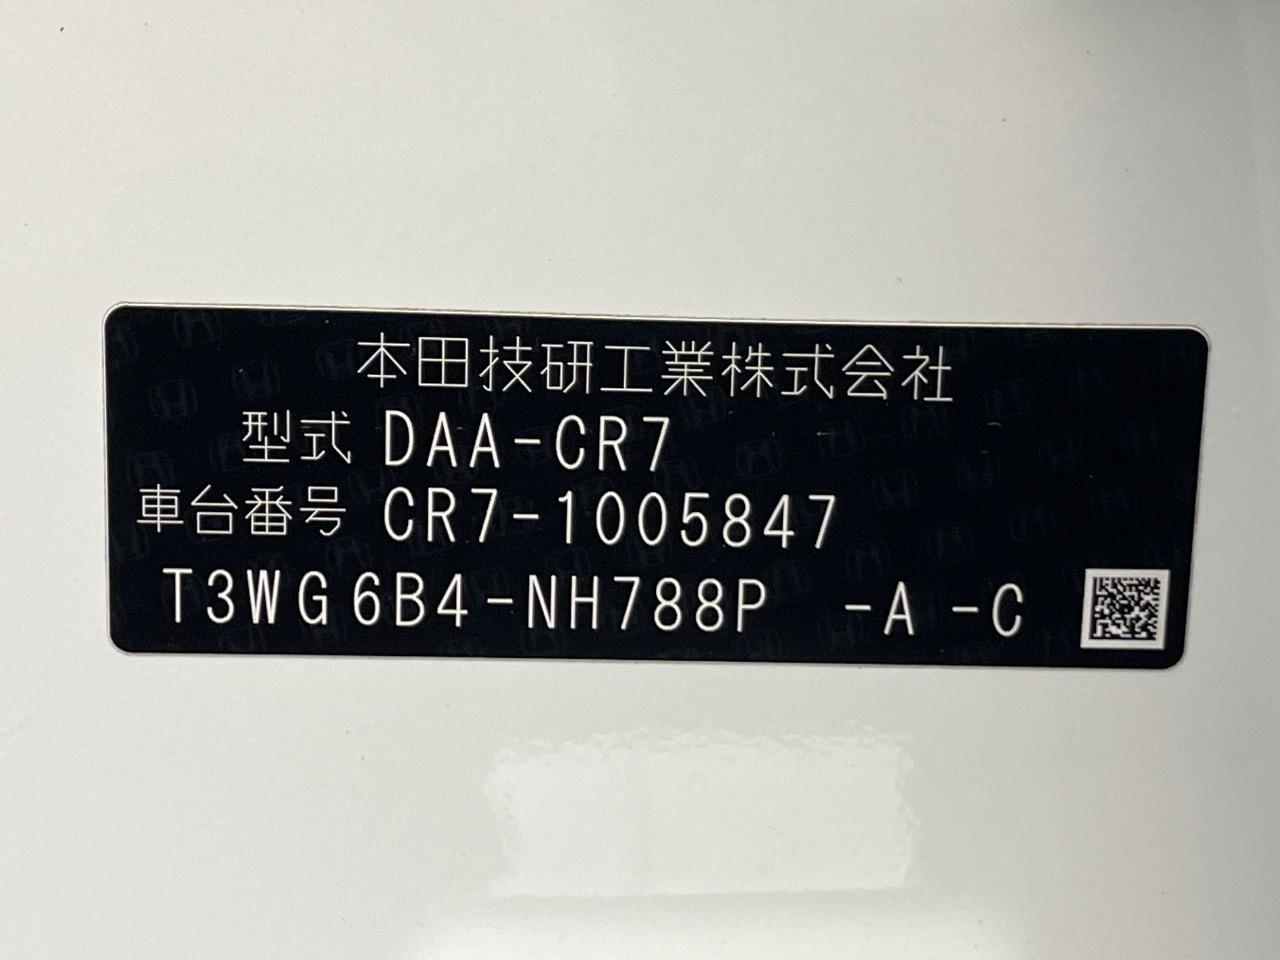 本田技研工業株式会社
型式 DAA-CR7
車台番号 CR7-1005847
T3WG6B4-NH788P -A -C